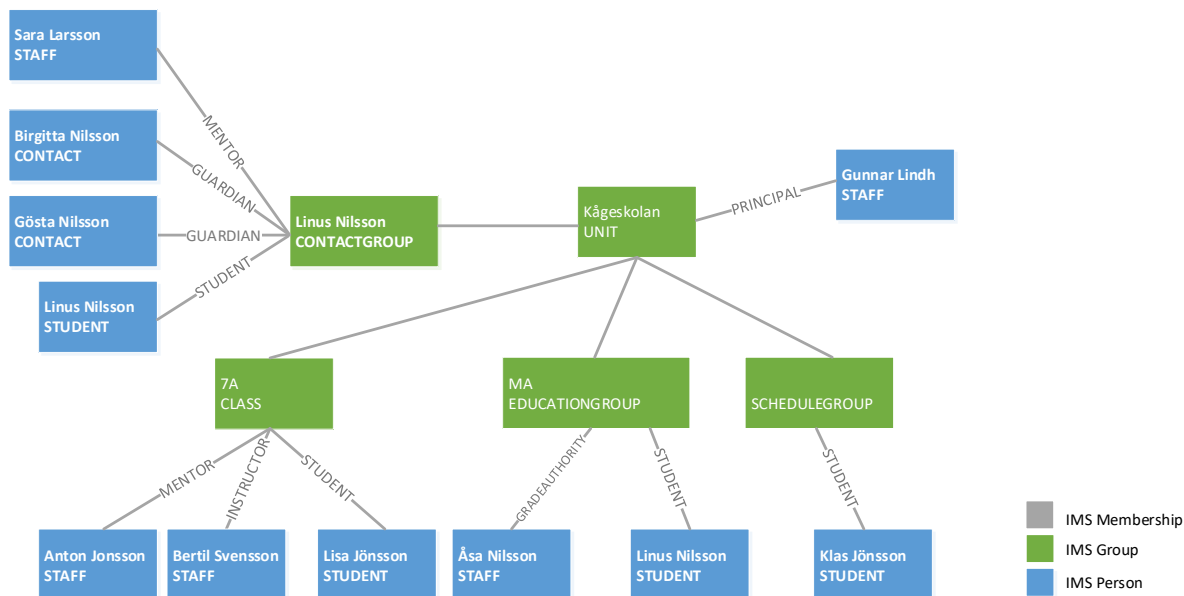 Sara Larsson
STAFF
Birgitta Nilsson
CONTACT
Gösta Nilsson
CONTACT
Linus Nilsson
STUDENT
MENTOR
GUARDIAN
GUARDIAN
STUDENT
Linus Nilsson
CONTACTGROUP
Kågeskolan
UNIT
PRINCIPAL
Gunnar Lindh
STAFF
7A
CLASS
MA
EDUCATIONGROUP
SCHEDULEGROUP
MENTOR
INSTRUCTOR
STUDENT
GRADEAUTHORITY
STUDENT
STUDENT
Anton Jonsson
STAFF
Bertil Svensson
STAFF
Lisa Jönsson
STUDENT
Åsa Nilsson
STAFF
Linus Nilsson
STUDENT
Klas Jönsson
STUDENT
IMS Membership
IMS Group
IMS Person